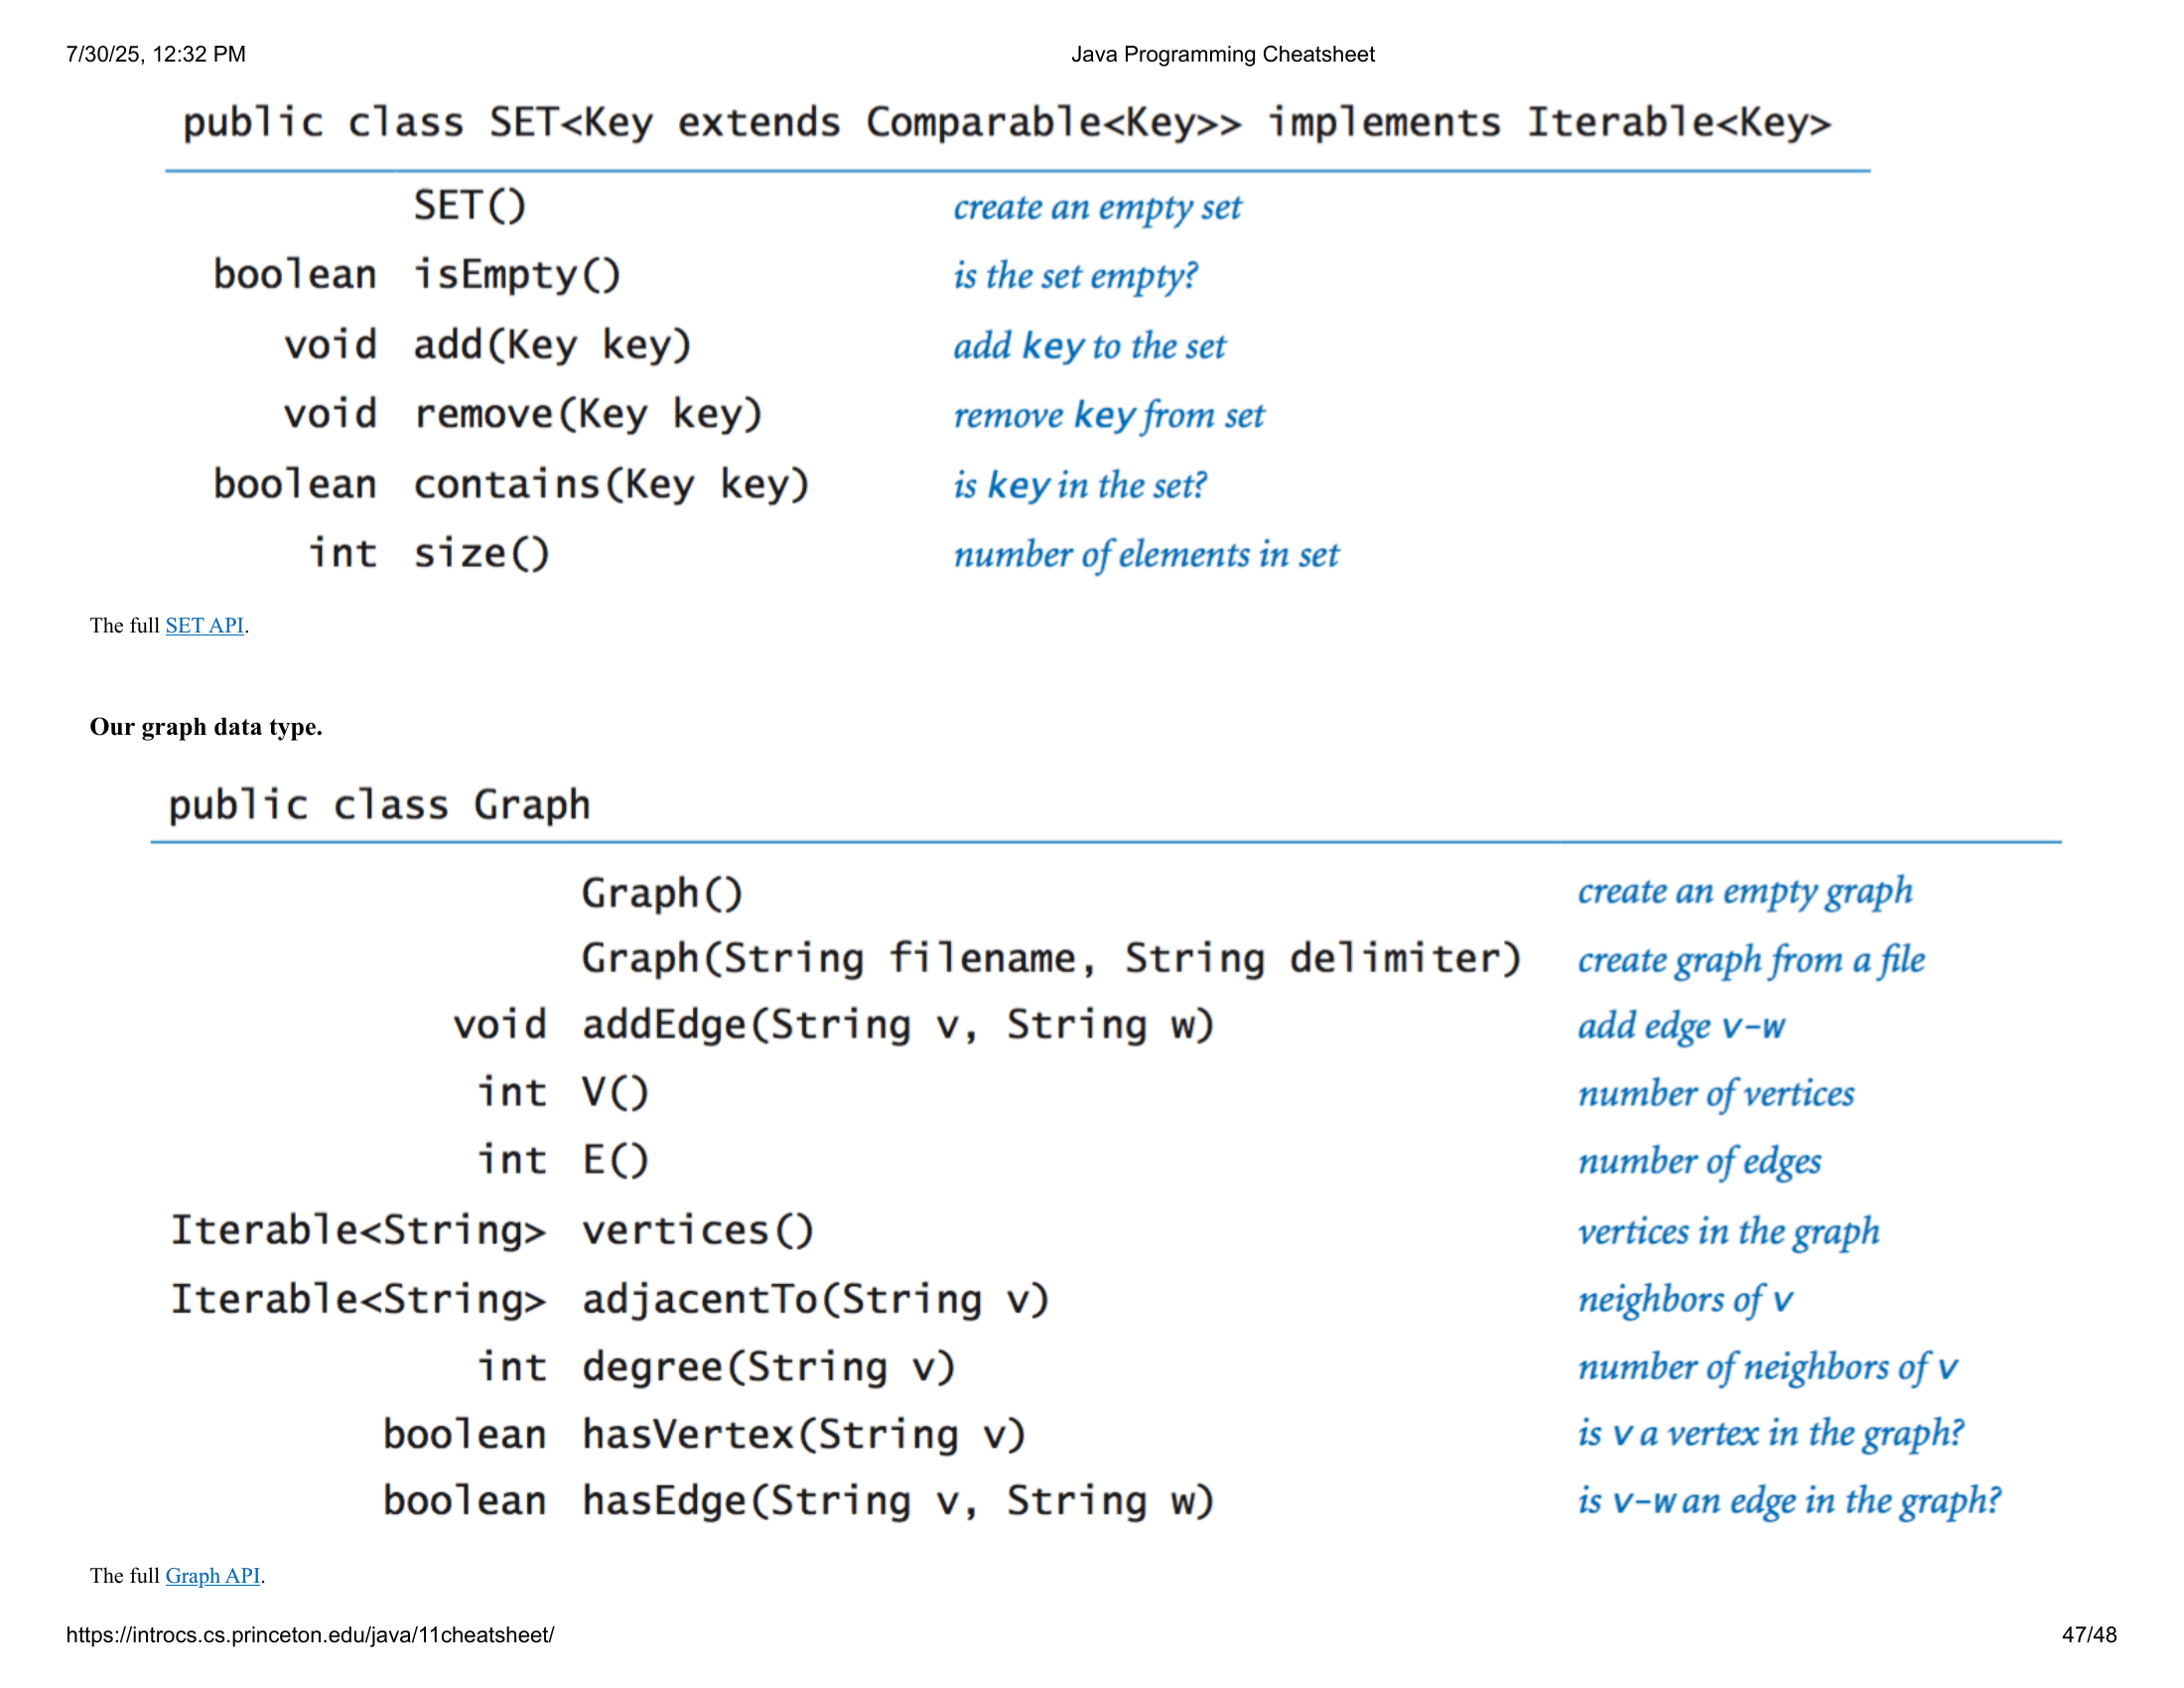 7/30/25, 12:32 PM Java Programming Cheatsheet
public class SET<Key extends Comparable<Key>> implements Iterable<Key>
SET() create an empty set
boolean isEmpty() is the set empty?
void add(Key key) add key to the set
void remove(Key key) remove key from set
boolean contains(Key key) is key in the set?
int size() number of elements in set
The full SET API.
Our graph data type.
public class Graph
Graph() create an empty graph
Graph(String filename, String delimiter) create graph from a file
void addEdge(String v, String w) add edge v-w
int V() number of vertices
int E() number of edges
Iterable<String> vertices() vertices in the graph
Iterable<String> adjacentTo(String v) neighbors of v
int degree(String v) number of neighbors of v
boolean hasVertex(String v) is v a vertex in the graph?
boolean hasEdge(String v, String w) is v-w an edge in the graph?
The full Graph API.
https://introcs.cs.princeton.edu/java/11cheatsheet/ 47/48